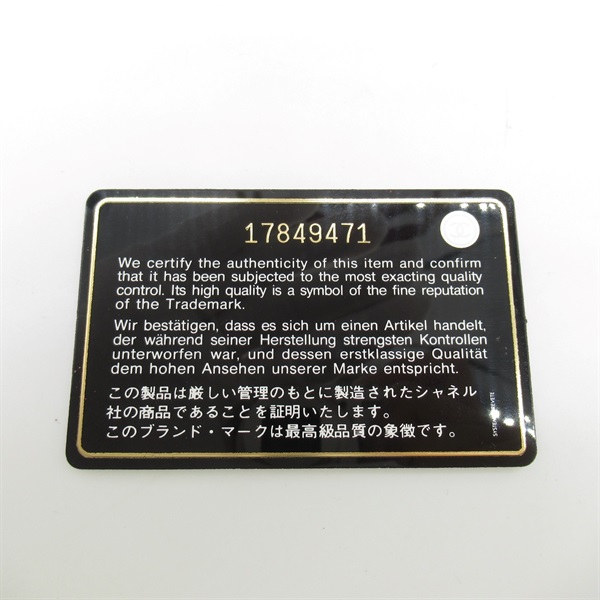 17849471
We certify the authenticity of this item and confirm
that it has been subjected to the most exacting quality
control. Its high quality is a symbol of the fine reputation
of the Trademark.
Wir bestätigen, dass es sich um einen Artikel handelt,
der während seiner Herstellung strengsten Kontrollen
unterworfen war, und dessen erstklassige Qualität
dem hohen Ansehen unserer Marke entspricht.
この製品は厳しい管理のもとに製造されたシャネル
社の商品であることを証明いたします。
このブランド・マークは最高級品質の象徴です。